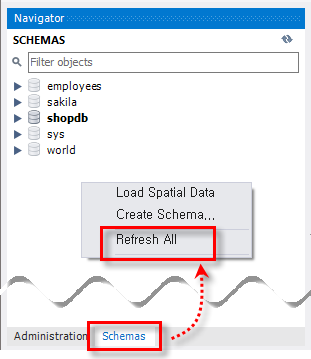 Navigator
SCHEMAS
Filter objects
employees
sakila
shopdb
sys
world
Load Spatial Data
Create Schema...
Refresh All
Administration Schemas